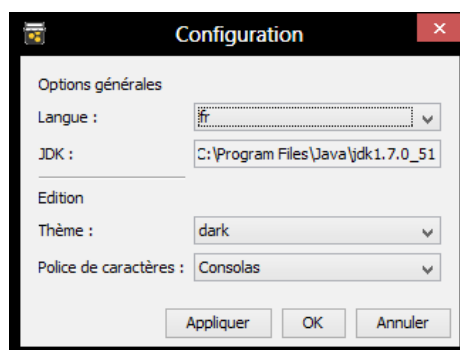 Configuration
Options générales
Langue : fr
JDK : C:\Program Files\Java\jdk1.7.0_51
Edition
Thème : dark
Police de caractères : Consolas
Appliquer OK Annuler